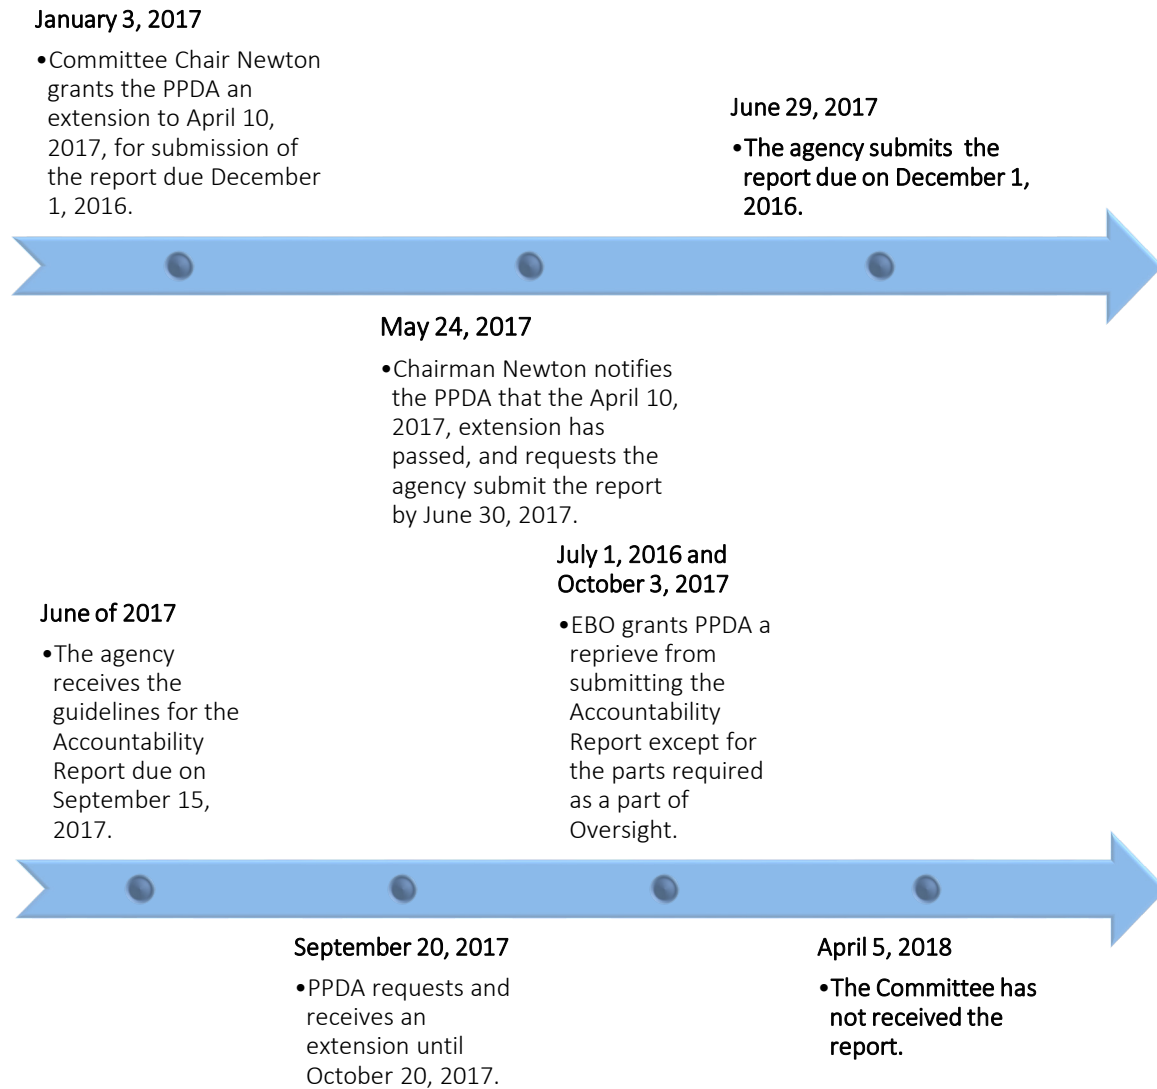 January 3, 2017
•Committee Chair Newton
grants the PPDA an
extension to April 10,
2017, for submission of
the report due December
1, 2016.
June 29, 2017
•The agency submits  the
report due on December 1,
2016.
May 24, 2017
•Chairman Newton notifies
the PPDA that the April 10,
2017, extension has
passed, and requests the
agency submit the report
by June 30, 2017.
June of 2017
•The agency
receives the
guidelines for the
Accountability
Report due on
September 15,
2017.
July 1, 2016 and
October 3, 2017
•EBO grants PPDA a
reprieve from
submitting the
Accountability
Report except for
the parts required
as a part of
Oversight.
September 20, 2017
•PPDA requests and
receives an
extension until
October 20, 2017.
April 5, 2018
•The Committee has
not received the
report.